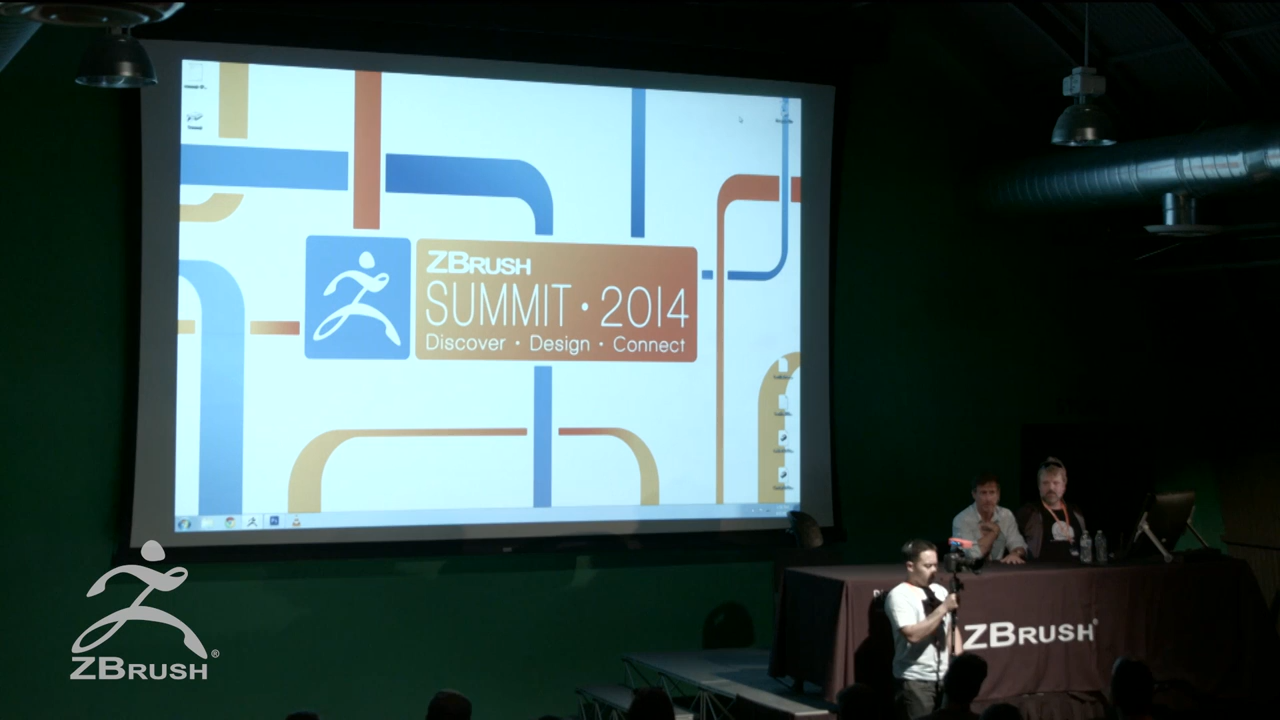 ZBRUSH
SUMMIT • 2014
Discover • Design • Connect
ZBRUSH®
ZBRUSH®